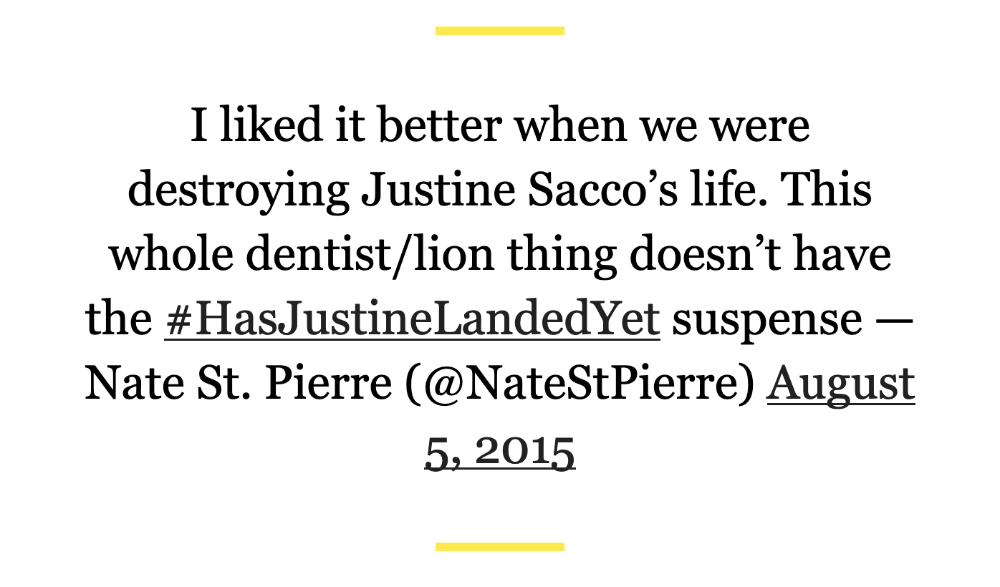 I liked it better when we were
destroying Justine Sacco’s life. This
whole dentist/lion thing doesn’t have
the #HasJustineLandedYet suspense —
Nate St. Pierre (@NateStPierre) August
5, 2015